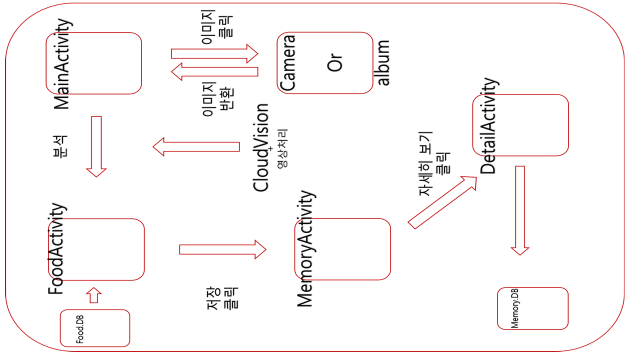 MainActivity
이미지
클릭
이미지
반환
Camera
Or
album
분석
CloudVision
+
영상처리
FoodActivity
Food.DB
저장
클릭
MemoryActivity
자세히 보기
클릭
DetailActivity
Memory.DB